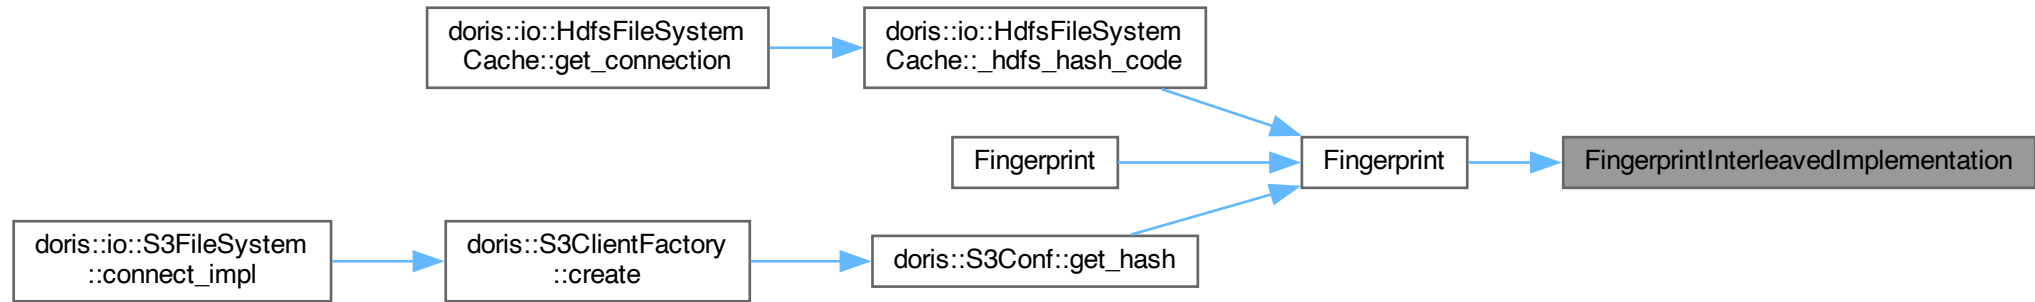 doris::io::HdfsFileSystem
Cache::get_connection
doris::io::HdfsFileSystem
Cache::_hdfs_hash_code
Fingerprint
Fingerprint
FingerprintInterleavedImplementation
doris::io::S3FileSystem
::connect_impl
doris::S3ClientFactory
::create
doris::S3Conf::get_hash